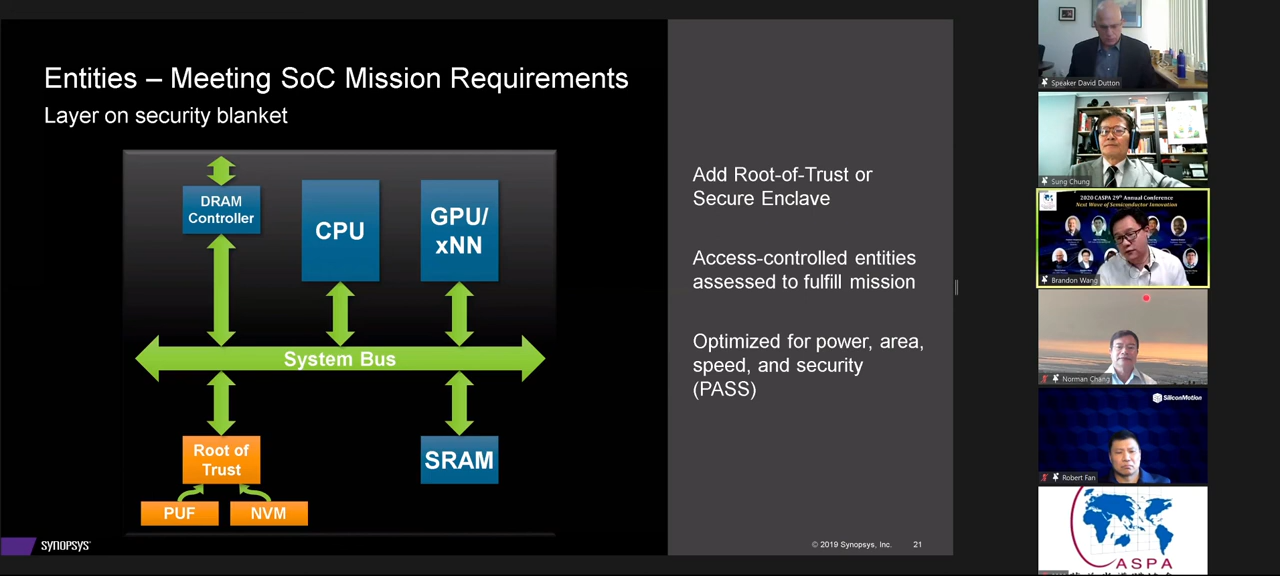 Entities – Meeting SoC Mission Requirements
Layer on security blanket
DRAM
Controller
CPU
GPU/
xNN
System Bus
Root of
Trust
SRAM
PUF
NVM
Add Root-of-Trust or
Secure Enclave
Access-controlled entities
assessed to fulfill mission
Optimized for power, area,
speed, and security
(PASS)
SYNOPSYS®
© 2019 Synopsys, Inc.
21
Speaker David Dutton
Sung Chung
2020 CASPA 29th Annual Conference
Next Wave of Semiconductor Innovation
Brandon Wang
Norman Chang
SiliconMotion
Robert Fan
ASPA